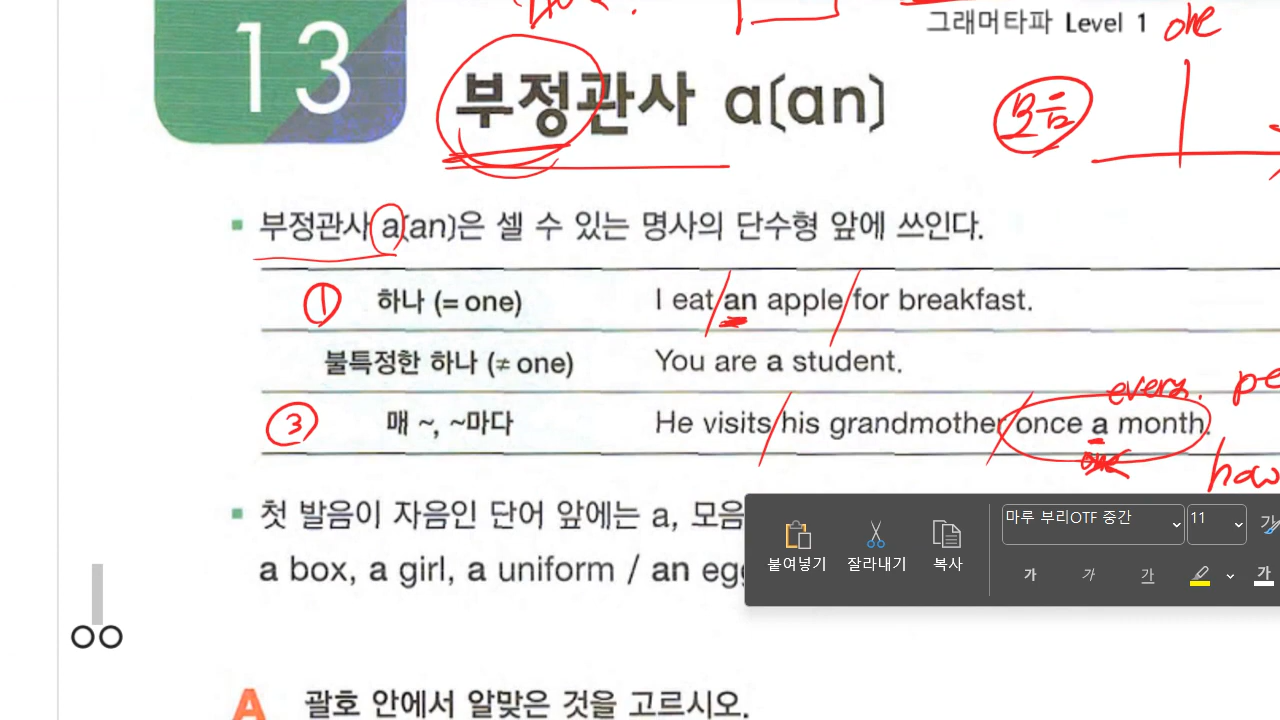 그래머타파 Level 1
one
13
부정관사 a(an)
모음
부정관사 a(an)은 셀 수 있는 명사의 단수형 앞에 쓰인다.
① 하나 (= one) I eat an apple for breakfast.
불특정한 하나 (≠ one) You are a student.
every.
③ 매 ~, ~마다 He visits his grandmother once a month.
첫 발음이 자음인 단어 앞에는 a, 모음
a box, a girl, a uniform / an
마루 부리OTF 중간 11
붙여넣기 잘라내기 복사
가 가 가 가
A 괄호 안에서 알맞은 것을 고르시오.